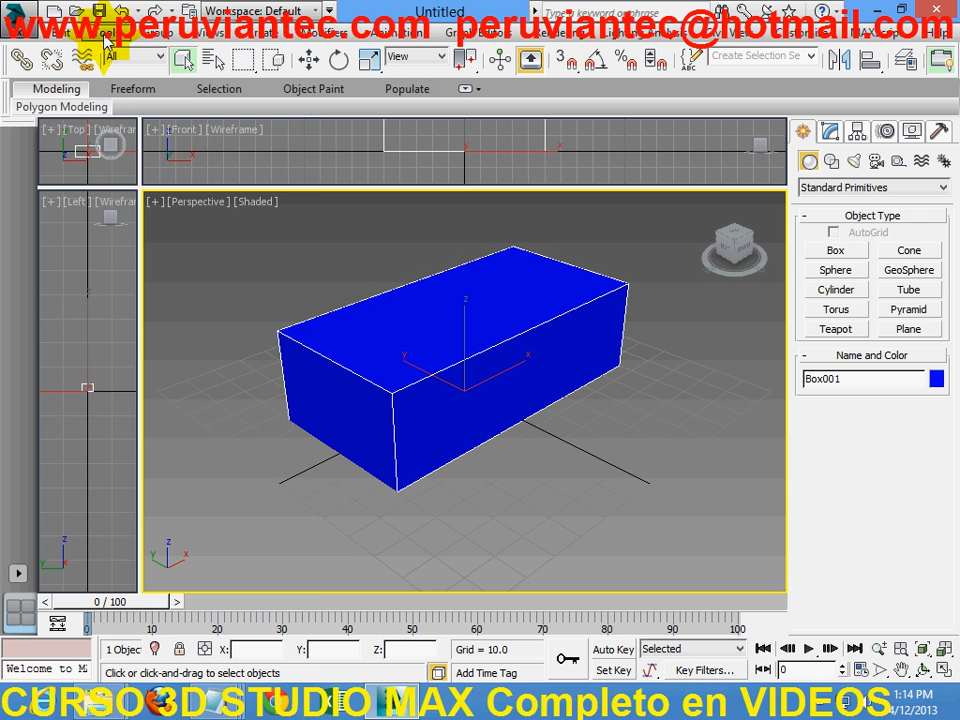 www.peruviantec.com peruviantec@hotmail.com
Workspace: Default
Untitled
Type a keyword or phrase
All
View
Create Selection Se
Modeling Freeform Selection Object Paint Populate
Polygon Modeling
[+] [Top] [Wirefram
[+] [Front] [Wireframe]
[+] [Left] [Wirefram
[+] [Perspective] [Shaded]
Standard Primitives
Object Type
AutoGrid
Box Cone
Sphere GeoSphere
Cylinder Tube
Torus Pyramid
Teapot Plane
Name and Color
Box001
0 / 100
0 10 20 30 40 50 60 70 80 90 100
1 Objec X: Y: Z: Grid = 10.0 Auto Key Selected
Welcome to M Click or click-and-drag to select objects Add Time Tag Set Key Key Filters... 0
CURSO 3D STUDIO MAX Completo en VIDEOS
1:14 PM
4/12/2013